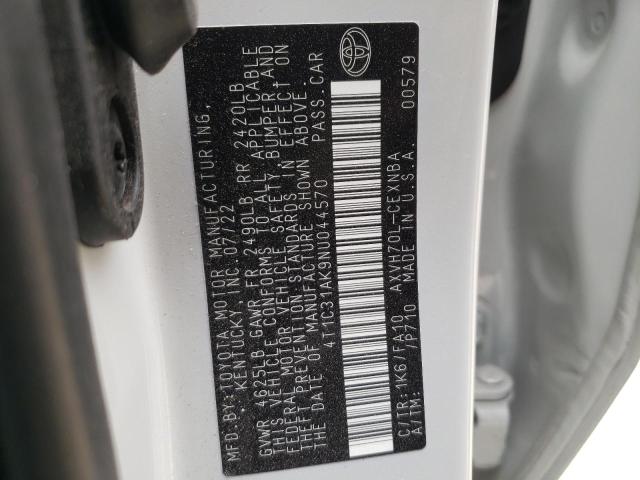 MFD.BY: TOYOTA MOTOR MANUFACTURING,
KENTUCKY, INC. 07/22
GVWR 4625LB GAWR FR 2490LB RR 2420LB
THIS VEHICLE CONFORMS TO ALL APPLICABLE
FEDERAL MOTOR VEHICLE SAFETY, BUMPER AND
THEFT PREVENTION STANDARDS IN EFFECT ON
THE DATE OF MANUFACTURE SHOWN ABOVE.
4T1C31AK9NU044570 PASS.CAR
00579
C/TR: 1K6/FA10 AXVH70L-CEXNBA
A/TM: /P710 MADE IN U.S.A.